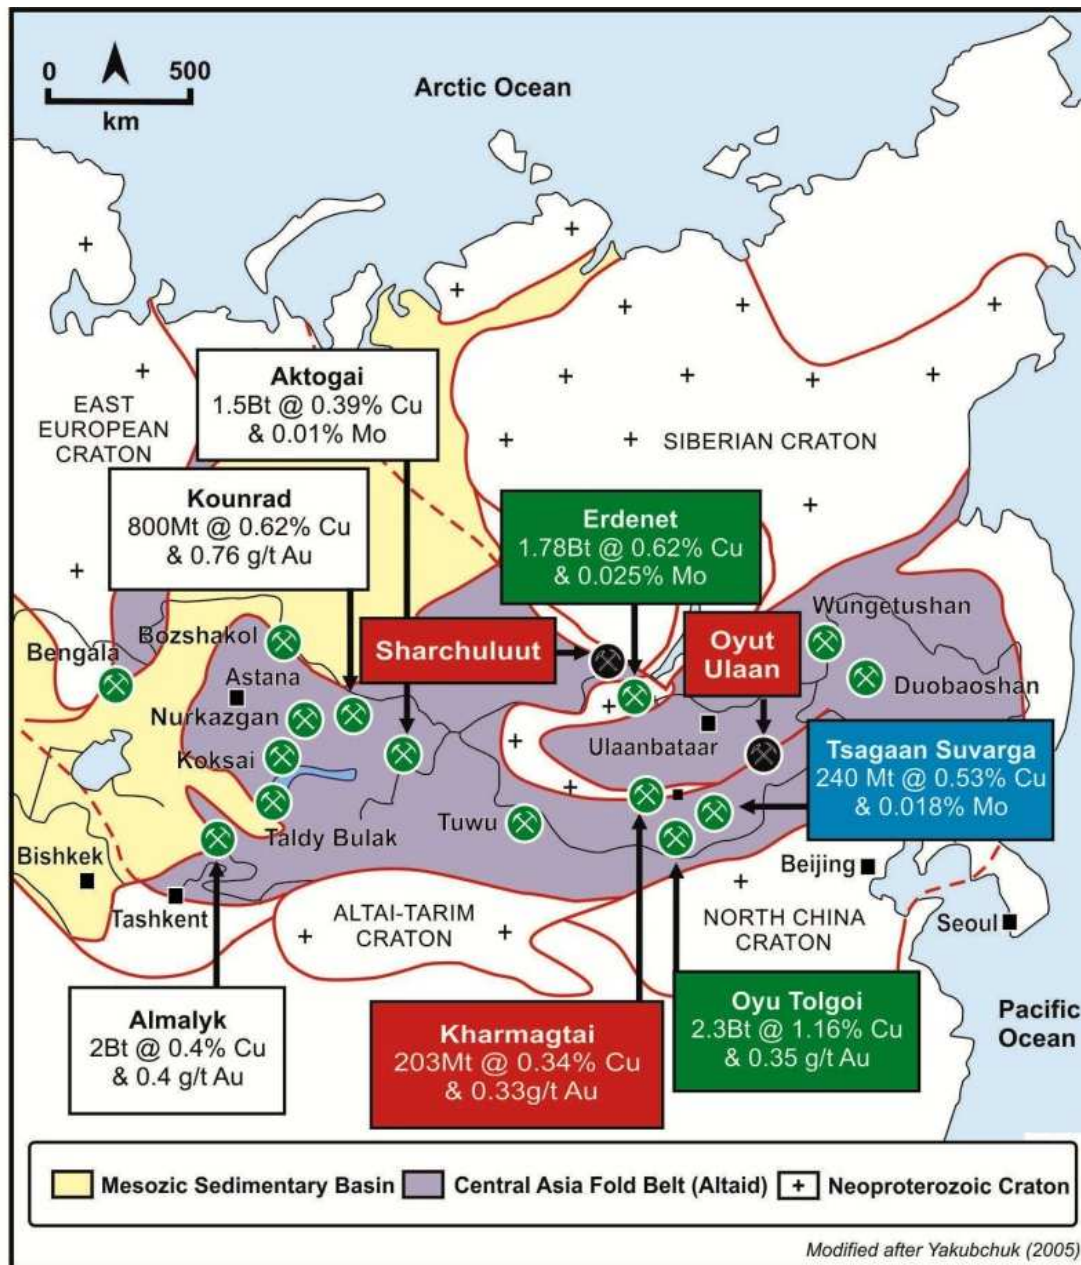 0 500
km
Arctic Ocean
Aktogai
1.5Bt @ 0.39% Cu
& 0.01% Mo
EAST
EUROPEAN
CRATON
SIBERIAN CRATON
Kounrad
800Mt @ 0.62% Cu
& 0.76 g/t Au
Erdenet
1.78Bt @ 0.62% Cu
& 0.025% Mo
Wungetushan
Bozshakol
Bengala
Sharchuluut
Oyut
Ulaan
Astana
Duobaoshan
Nurkazgan
Ulaanbataar
Koksai
Tsagaan Suvarga
240 Mt @ 0.53% Cu
& 0.018% Mo
Tuwu
Taldy Bulak
Bishkek
Beijing
Tashkent
ALTAI-TARIM
CRATON
NORTH CHINA
CRATON
Seoul
Almalyk
2Bt @ 0.4% Cu
& 0.4 g/t Au
Kharmagtai
203Mt @ 0.34% Cu
& 0.33g/t Au
Oyu Tolgoi
2.3Bt @ 1.16% Cu
& 0.35 g/t Au
Pacific
Ocean
Mesozic Sedimentary Basin Central Asia Fold Belt (Altaid) + Neoproterozoic Craton
Modified after Yakubchuk (2005)